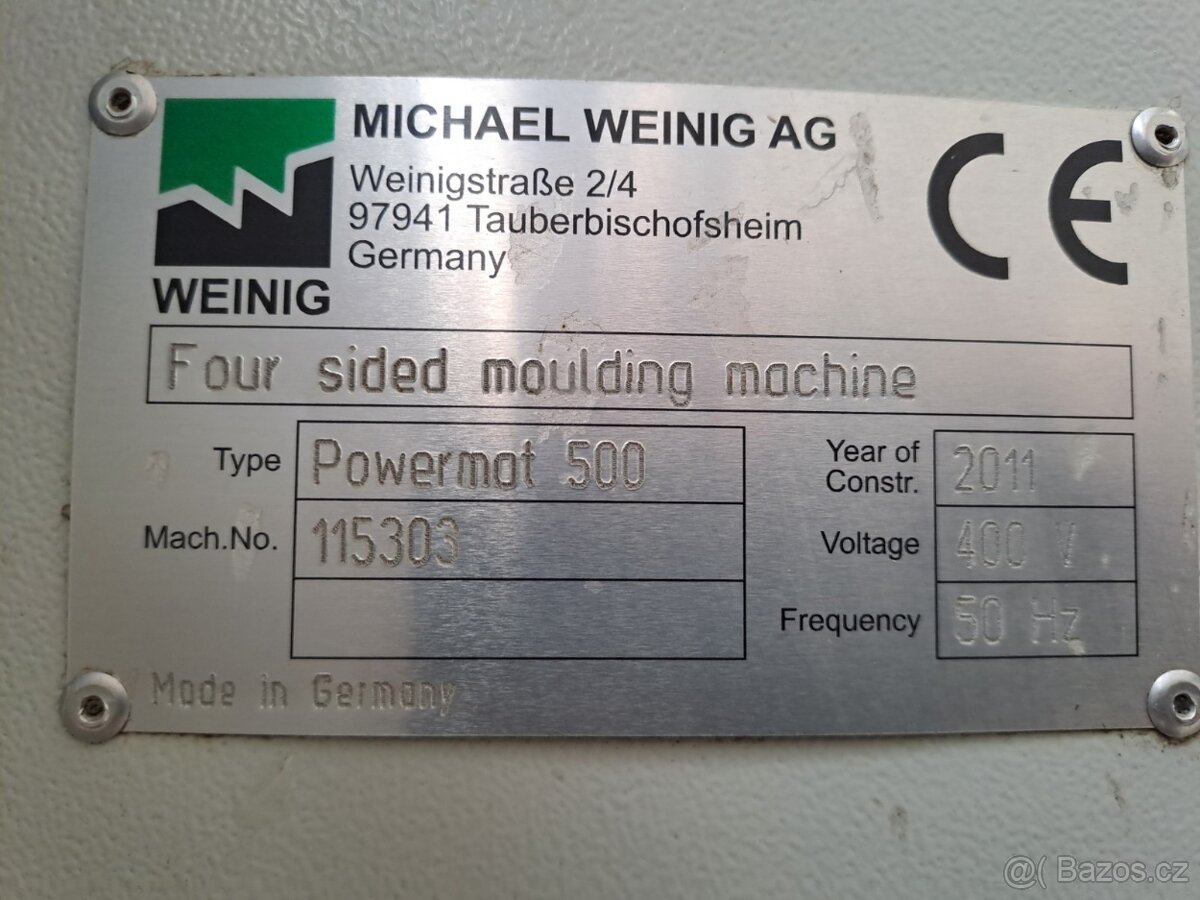 MICHAEL WEINIG AG
Weinigstraße 2/4
97941 Tauberbischofsheim
Germany
WEINIG
CE
Four sided moulding machine
Type Powermat 500
Year of Constr. 2011
Mach.No. 115303
Voltage 400 V
Frequency 50 Hz
Made in Germany
@( Bazos.cz